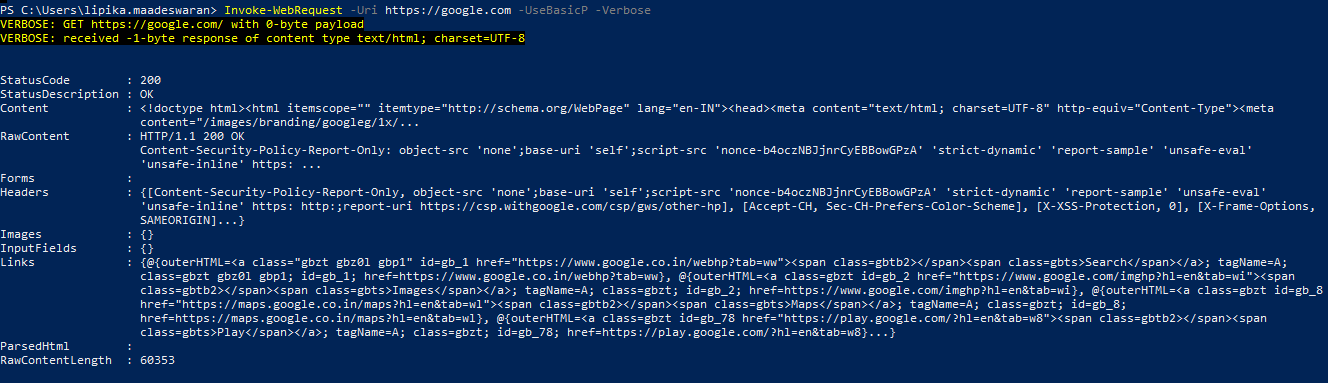 PS C:\Users\lipika.maadeswaran> Invoke-WebRequest -Uri https://google.com -UseBasicP -Verbose
VERBOSE: GET https://google.com/ with 0-byte payload
VERBOSE: received -1-byte response of content type text/html; charset=UTF-8
StatusCode : 200
StatusDescription : OK
Content : <!doctype html><html itemscope="" itemtype="http://schema.org/WebPage" lang="en-IN"><head><meta content="text/html; charset=UTF-8" http-equiv="Content-Type"><meta
content="/images/branding/googleg/1x/...
RawContent : HTTP/1.1 200 OK
Content-Security-Policy-Report-Only: object-src 'none';base-uri 'self';script-src 'nonce-b4oczNBJjnrCyEBBowGPzA' 'strict-dynamic' 'report-sample' 'unsafe-eval'
'unsafe-inline' https: ...
Forms :
Headers : {[Content-Security-Policy-Report-Only, object-src 'none';base-uri 'self';script-src 'nonce-b4oczNBJjnrCyEBBowGPzA' 'strict-dynamic' 'report-sample' 'unsafe-eval'
'unsafe-inline' https: http:;report-uri https://csp.withgoogle.com/csp/gws/other-hp], [Accept-CH, Sec-CH-Prefers-Color-Scheme], [X-XSS-Protection, 0], [X-Frame-Options,
SAMEORIGIN]...}
Images : {}
InputFields : {}
Links : {@{outerHTML=<a class="gbzt gbz0l gbp1" id=gb_1 href="https://www.google.co.in/webhp?tab=ww"><span class=gbtb2></span><span class=gbts>Search</span></a>; tagName=A;
class=gbzt gbz0l gbp1; id=gb_1; href=https://www.google.co.in/webhp?tab=ww}, @{outerHTML=<a class=gbzt id=gb_2 href="https://www.google.com/imghp?hl=en&tab=wi"><span
class=gbtb2></span><span class=gbts>Images</span></a>; tagName=A; class=gbzt; id=gb_2; href=https://www.google.com/imghp?hl=en&tab=wi}, @{outerHTML=<a class=gbzt id=gb_8
href="https://maps.google.co.in/maps?hl=en&tab=wl"><span class=gbtb2></span><span class=gbts>Maps</span></a>; tagName=A; class=gbzt; id=gb_8;
href=https://maps.google.co.in/maps?hl=en&tab=wl}, @{outerHTML=<a class=gbzt id=gb_78 href="https://play.google.com/?hl=en&tab=w8"><span class=gbtb2></span><span
class=gbts>Play</span></a>; tagName=A; class=gbzt; id=gb_78; href=https://play.google.com/?hl=en&tab=w8}...}
ParsedHtml :
RawContentLength : 60353